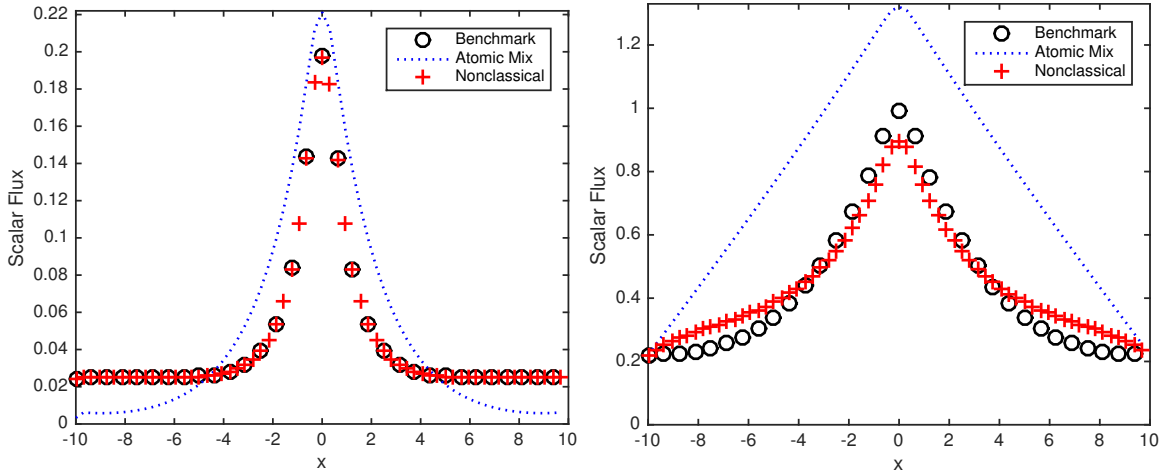 0.22
0.20
0.18
0.16
0.14
0.12
0.10
0.08
0.06
0.04
0.02
0
Scalar Flux
Benchmark
Atomic Mix
Nonclassical
-10 -8 -6 -4 -2 0 2 4 6 8 10
x
1.2
1
0.8
0.6
0.4
0.2
0
Scalar Flux
Benchmark
Atomic Mix
Nonclassical
-10 -8 -6 -4 -2 0 2 4 6 8 10
x